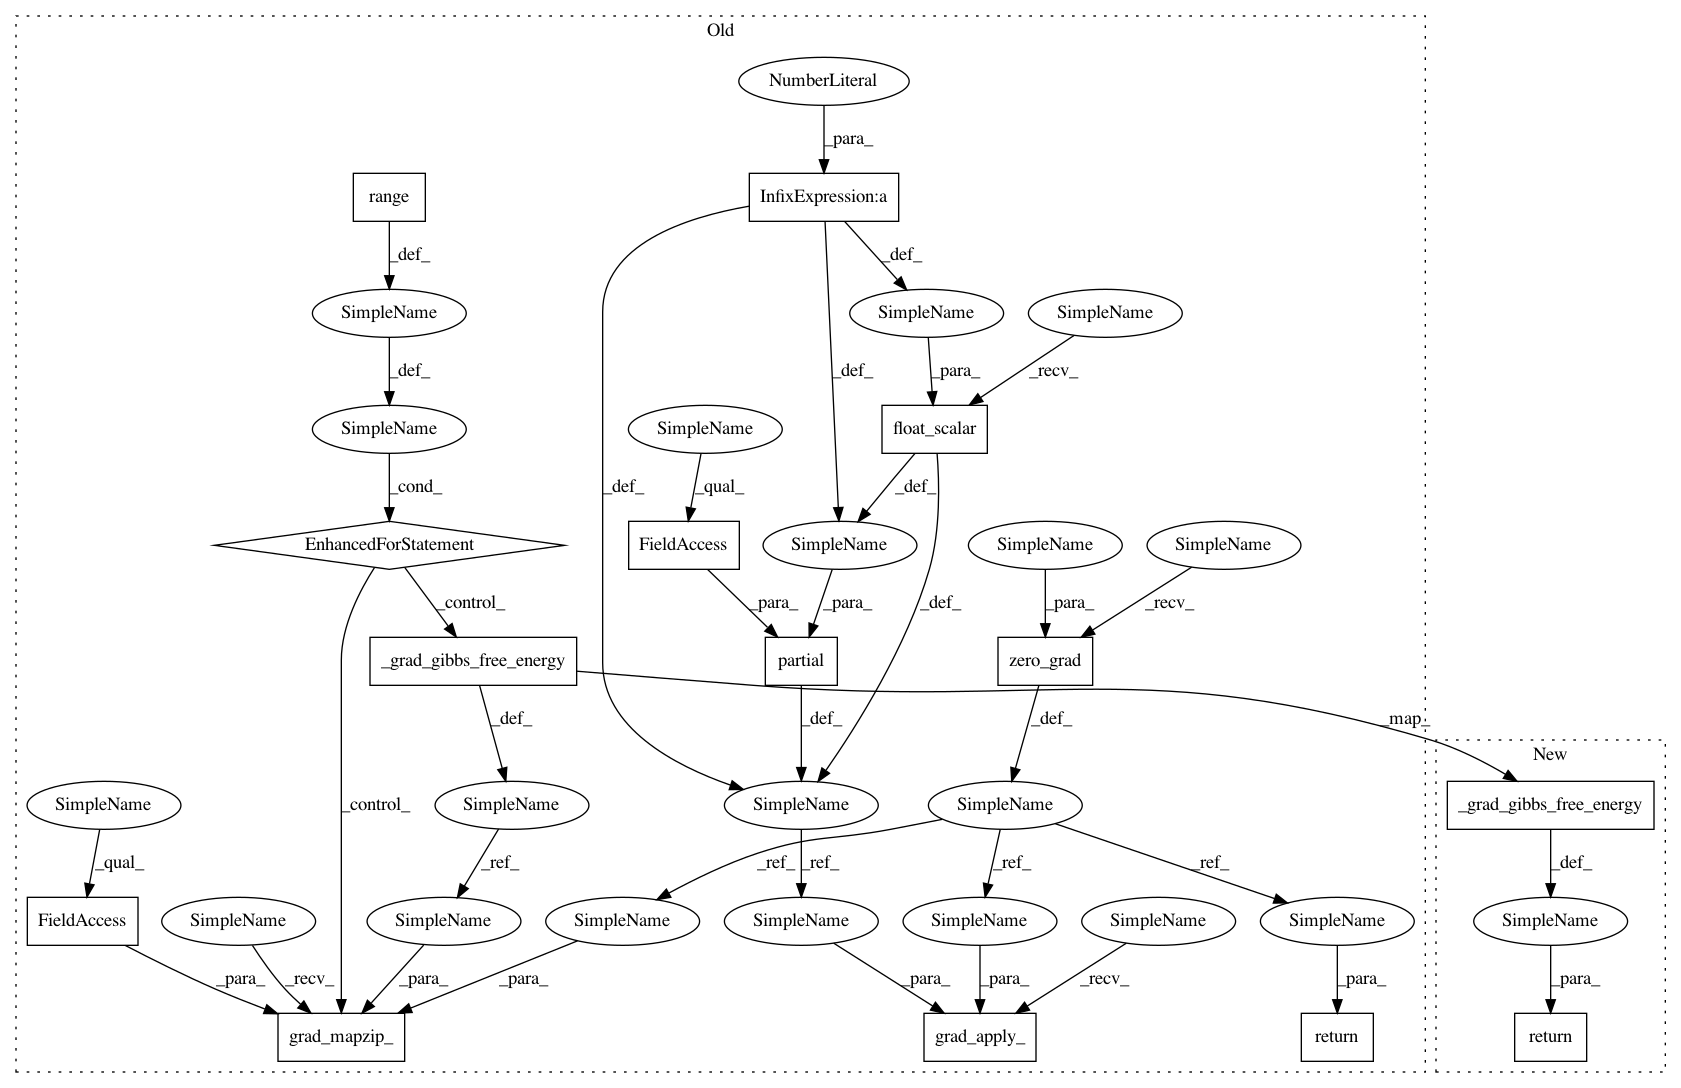 Old
NumberLiteral
_para_
range
InfixExpression:a
_def_
_def_
SimpleName
SimpleName
SimpleName
_def_
_def_
_para_
_recv_
SimpleName
SimpleName
float_scalar
_cond_
_def_
_qual_
_def_
EnhancedForStatement
FieldAccess
SimpleName
SimpleName
SimpleName
_control_
_para_
_para_
_def_
_para_
_recv_
_grad_gibbs_free_energy
partial
zero_grad
_def_
_def_
_def_
_map_
New
SimpleName
_control_
SimpleName
SimpleName
SimpleName
_grad_gibbs_free_energy
_qual_
_ref_
_ref_
_ref_
_ref_
_ref_
_def_
FieldAccess
SimpleName
SimpleName
SimpleName
SimpleName
SimpleName
SimpleName
SimpleName
SimpleName
_para_
_recv_
_para_
_para_
_para_
_para_
_recv_
_para_
_para_
grad_mapzip_
grad_apply_
return
return